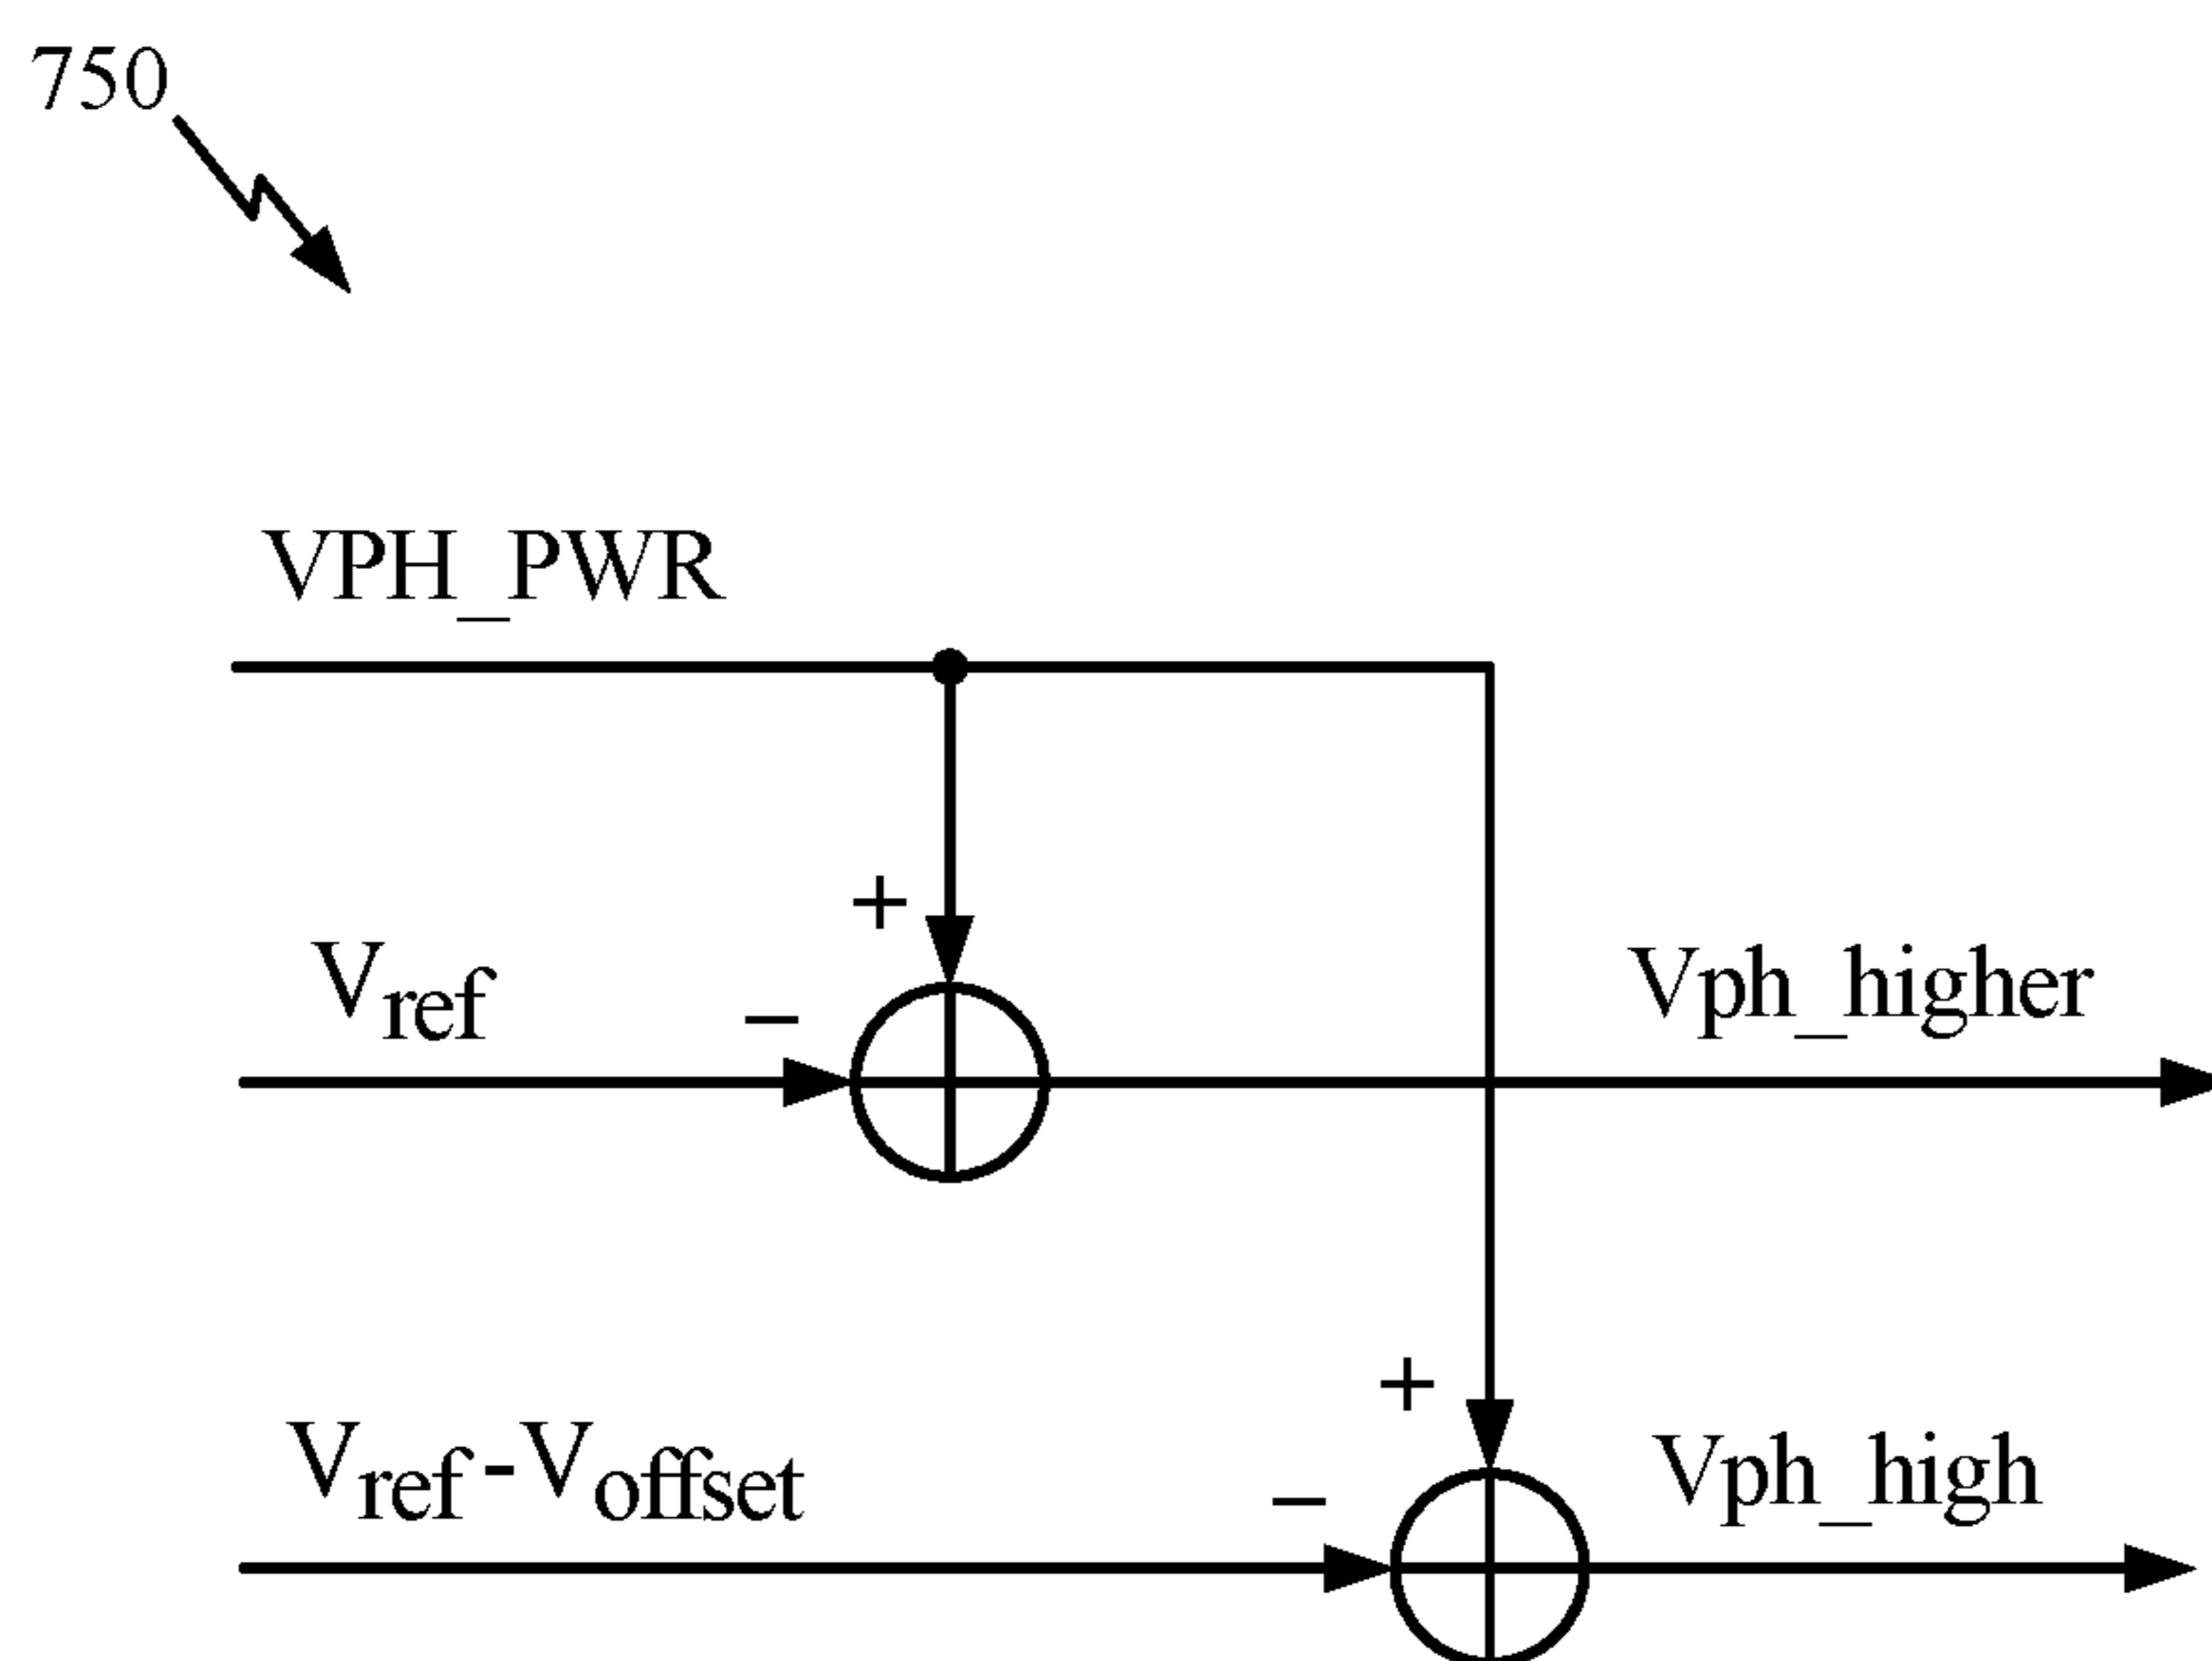 750
VPH_PWR
+
Vref
−
Vph_higher
+
Vref-Voffset
−
Vph_high